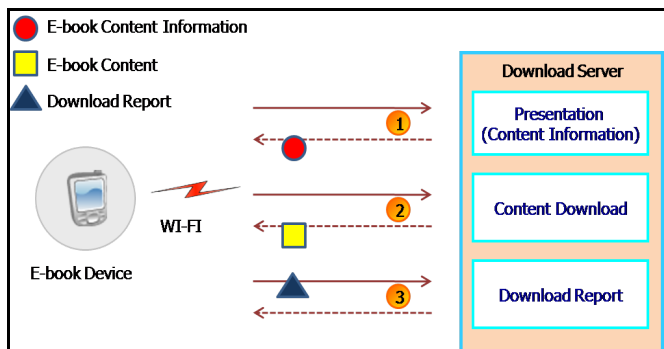 E-book Content Information
E-book Content
Download Report
Download Server
1
Presentation
(Content Information)
2
Content Download
WI-FI
E-book Device
3
Download Report